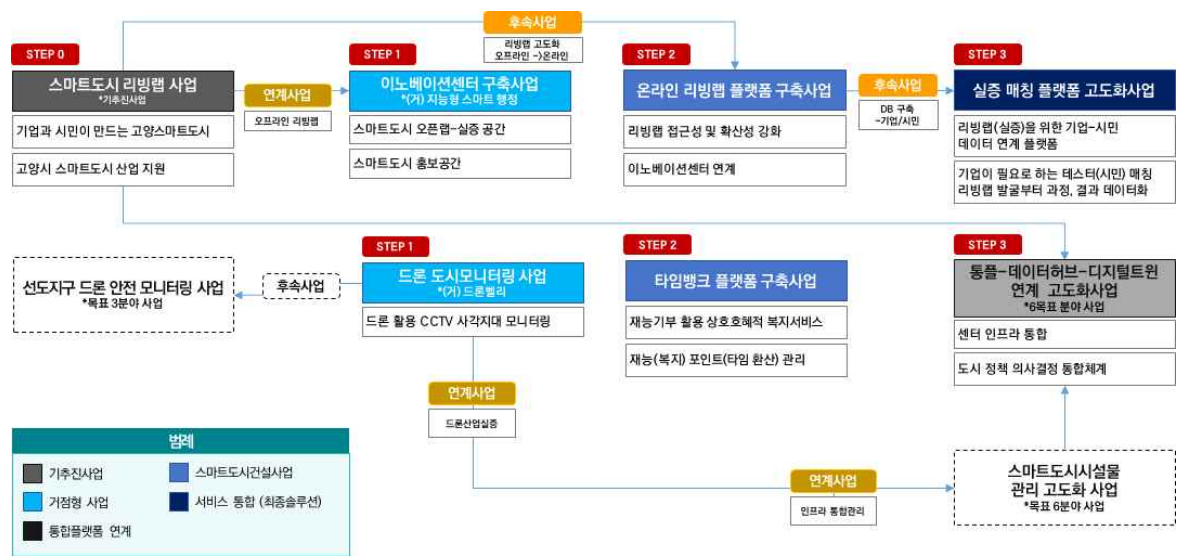 후속사업
리빙랩 고도화
오프라인 ->온라인
STEP 0
스마트도시 리빙랩 사업
*기추진사업
기업과 시민이 만드는 고양스마트도시
고양시 스마트도시 산업 지원
연계사업
오프라인 리빙랩
STEP 1
이노베이션센터 구축사업
*(거) 지능형 스마트 행정
스마트도시 오픈랩-실증 공간
스마트도시 홍보공간
STEP 2
온라인 리빙랩 플랫폼 구축사업
리빙랩 접근성 및 확산성 강화
이노베이션센터 연계
후속사업
DB 구축
-기업/시민
STEP 3
실증 매칭 플랫폼 고도화사업
리빙랩(실증)을 위한 기업-시민
데이터 연계 플랫폼
기업이 필요로 하는 테스터(시민) 매칭
리빙랩 발굴부터 과정, 결과 데이터화
선도지구 드론 안전 모니터링 사업
*목표 3분야 사업
후속사업
STEP 1
드론 도시모니터링 사업
*(거) 드론밸리
드론 활용 CCTV 사각지대 모니터링
STEP 2
타임뱅크 플랫폼 구축사업
재능기부 활용 상호호혜적 복지서비스
재능(복지) 포인트(타임 환산) 관리
STEP 3
통플-데이터허브-디지털트윈
연계 고도화사업
*6목표 분야 사업
센터 인프라 통합
도시 정책 의사결정 통합체계
연계사업
드론산업실증
연계사업
인프라 통합관리
스마트도시시설물
관리 고도화 사업
*목표 6분야 사업
범례
기추진사업
스마트도시건설사업
거점형 사업
서비스 통합 (최종솔루션)
통합플랫폼 연계